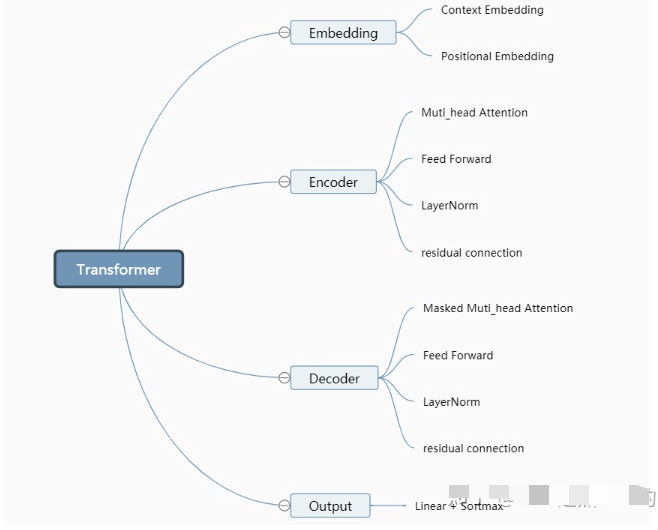 Transformer
Embedding
Context Embedding
Positional Embedding
Encoder
Muti_head Attention
Feed Forward
LayerNorm
residual connection
Decoder
Masked Muti_head Attention
Feed Forward
LayerNorm
residual connection
Output
Linear + Softmax